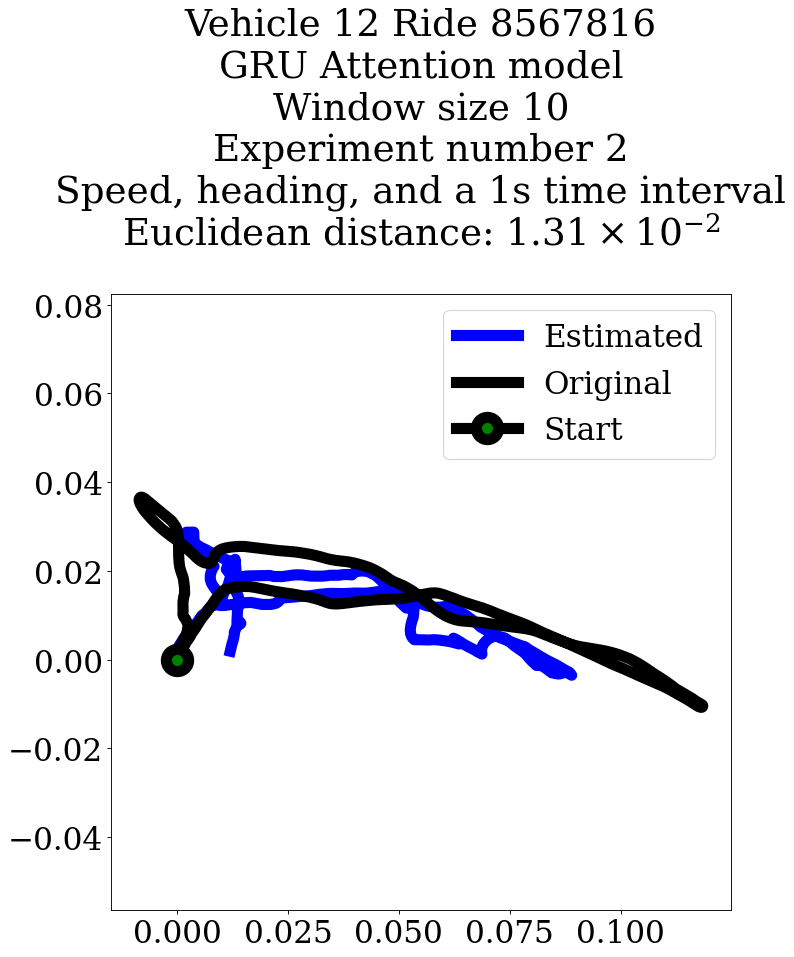 Vehicle 12 Ride 8567816
GRU Attention model
Window size 10
Experiment number 2
Speed, heading, and a 1s time interval
Euclidean distance: 1.31 × 10⁻²
0.08
0.06
0.04
0.02
0.00
−0.02
−0.04
Estimated
Original
Start
0.000 0.025 0.050 0.075 0.100